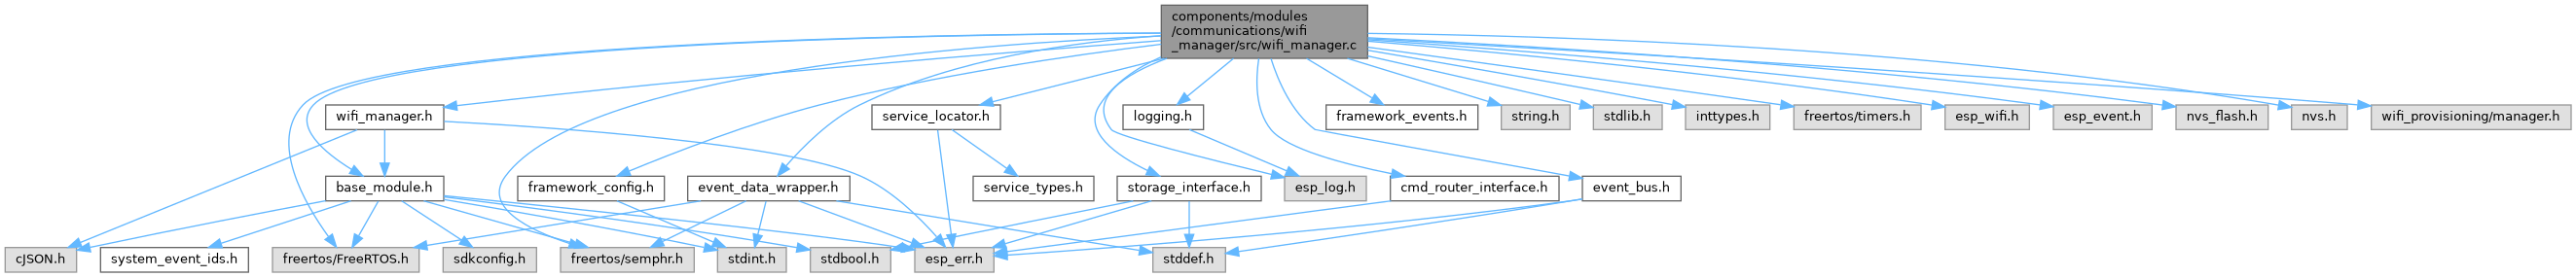 components/modules
/communications/wifi
_manager/src/wifi_manager.c
wifi_manager.h
service_locator.h
logging.h
framework_events.h
string.h
stdlib.h
inttypes.h
freertos/timers.h
esp_wifi.h
esp_event.h
nvs_flash.h
nvs.h
wifi_provisioning/manager.h
base_module.h
framework_config.h
event_data_wrapper.h
service_types.h
storage_interface.h
esp_log.h
cmd_router_interface.h
event_bus.h
cJSON.h
system_event_ids.h
freertos/FreeRTOS.h
sdkconfig.h
freertos/semphr.h
stdint.h
stdbool.h
esp_err.h
stddef.h